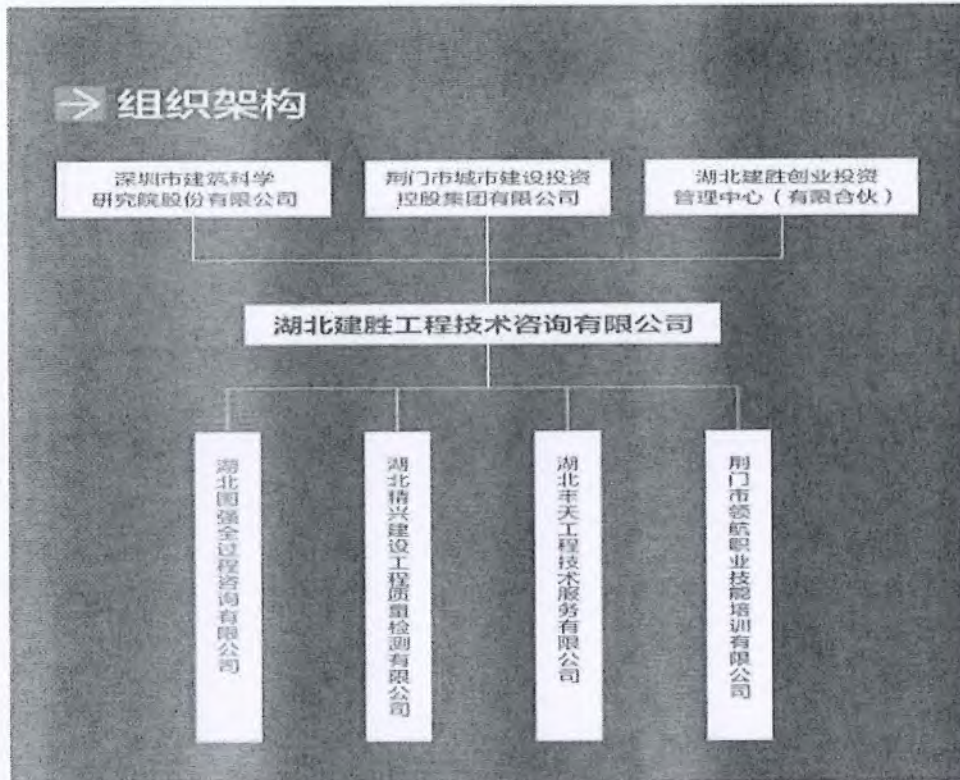 组织架构
深圳市建筑科学
研究院股份有限公司
荆门市城市建设投资
控股集团有限公司
湖北建胜创业投资
管理中心（有限合伙）
湖北建胜工程技术咨询有限公司
湖北图强全过程咨询有限公司
湖北精兴建设工程质量检测有限公司
湖北丰天工程技术服务有限公司
荆门市领航职业技能培训有限公司